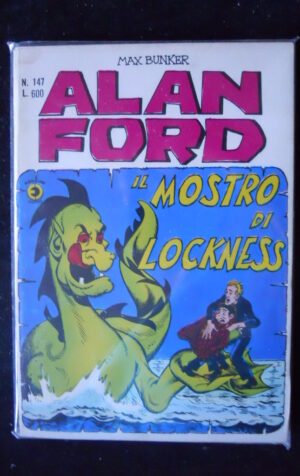 MAX BUNKER
N. 147
L. 600
ALAN
FORD
IL MOSTRO
DI
LOCKNESS